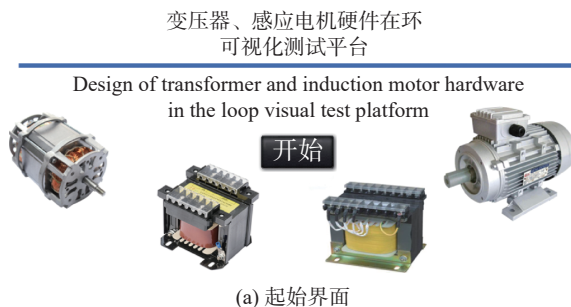 变压器、感应电机硬件在环
可视化测试平台
Design of transformer and induction motor hardware
in the loop visual test platform
开始
(a) 起始界面